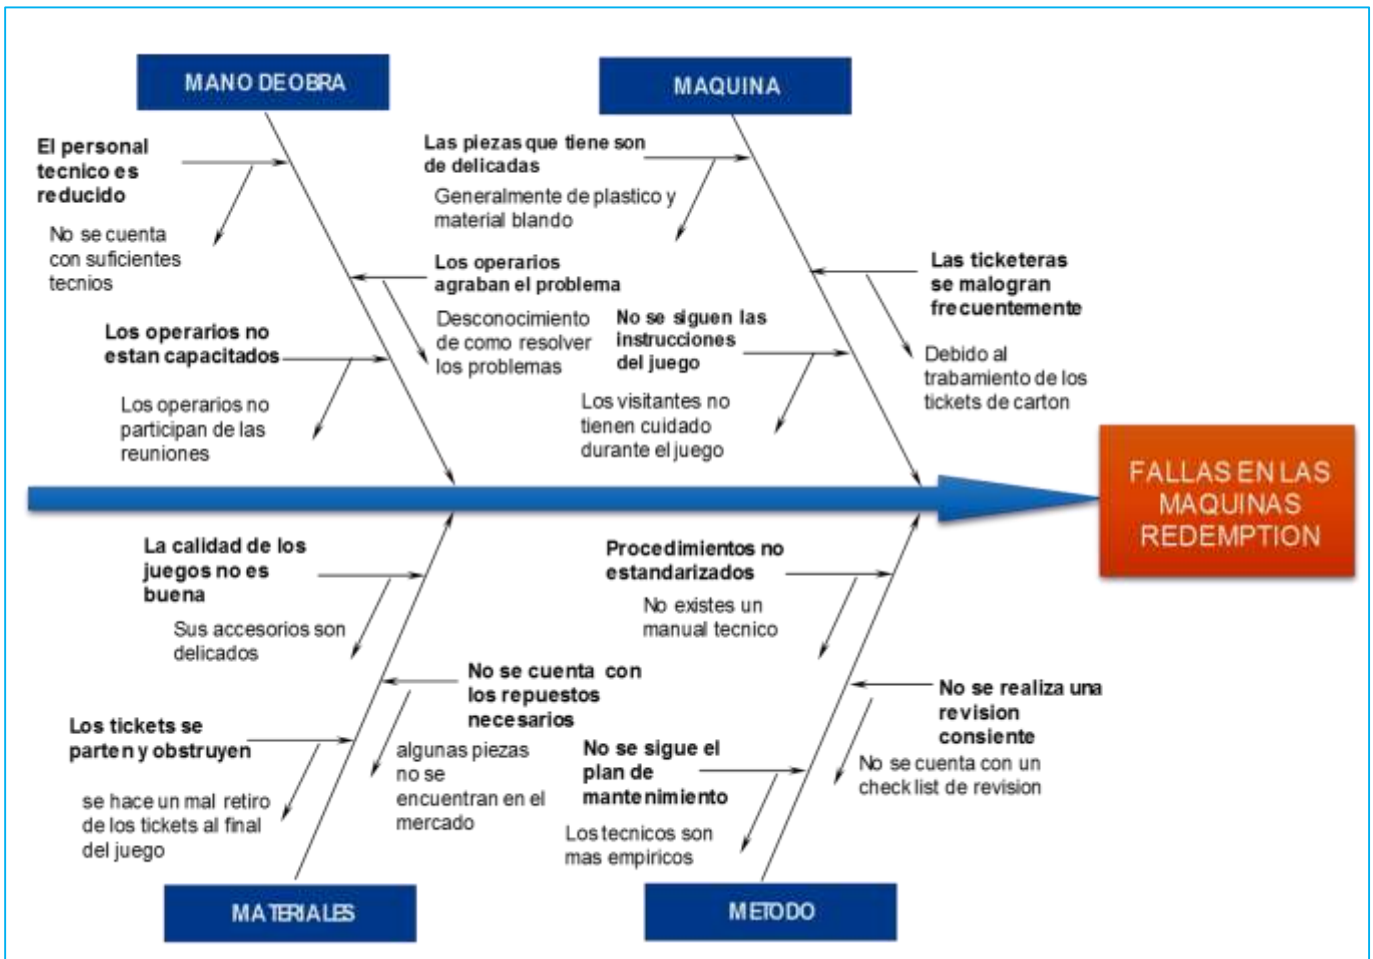 MANO DE OBRA
MAQUINA
El personal
tecnico es
reducido
No se cuenta
con suficientes
tecnios
Los operarios
agraban el problema
Desconocimiento
de como resolver
los problemas
Los operarios no
estan capacitados
Los operarios no
participan de las
reuniones
Las piezas que tiene son
de delicadas
Generalmente de plastico y
material blando
Las ticketeras
se malogran
frecuentemente
Debido al
trabamiento de los
tickets de carton
No se siguen las
instrucciones
del juego
Los visitantes no
tienen cuidado
durante el juego
FALLAS EN LAS
MAQUINAS
REDEMPTION
La calidad de los
juegos no es
buena
Sus accesorios son
delicados
No se cuenta con
los repuestos
necesarios
algunas piezas
no se
encuentran en el
mercado
Los tickets se
parten y obstruyen
se hace un mal retiro
de los tickets al final
del juego
Procedimientos no
estandarizados
No existes un
manual tecnico
No se realiza una
revision
consiente
No se cuenta con un
check list de revision
No se sigue el
plan de
mantenimiento
Los tecnicos son
mas empiricos
MATERIALES
METODO